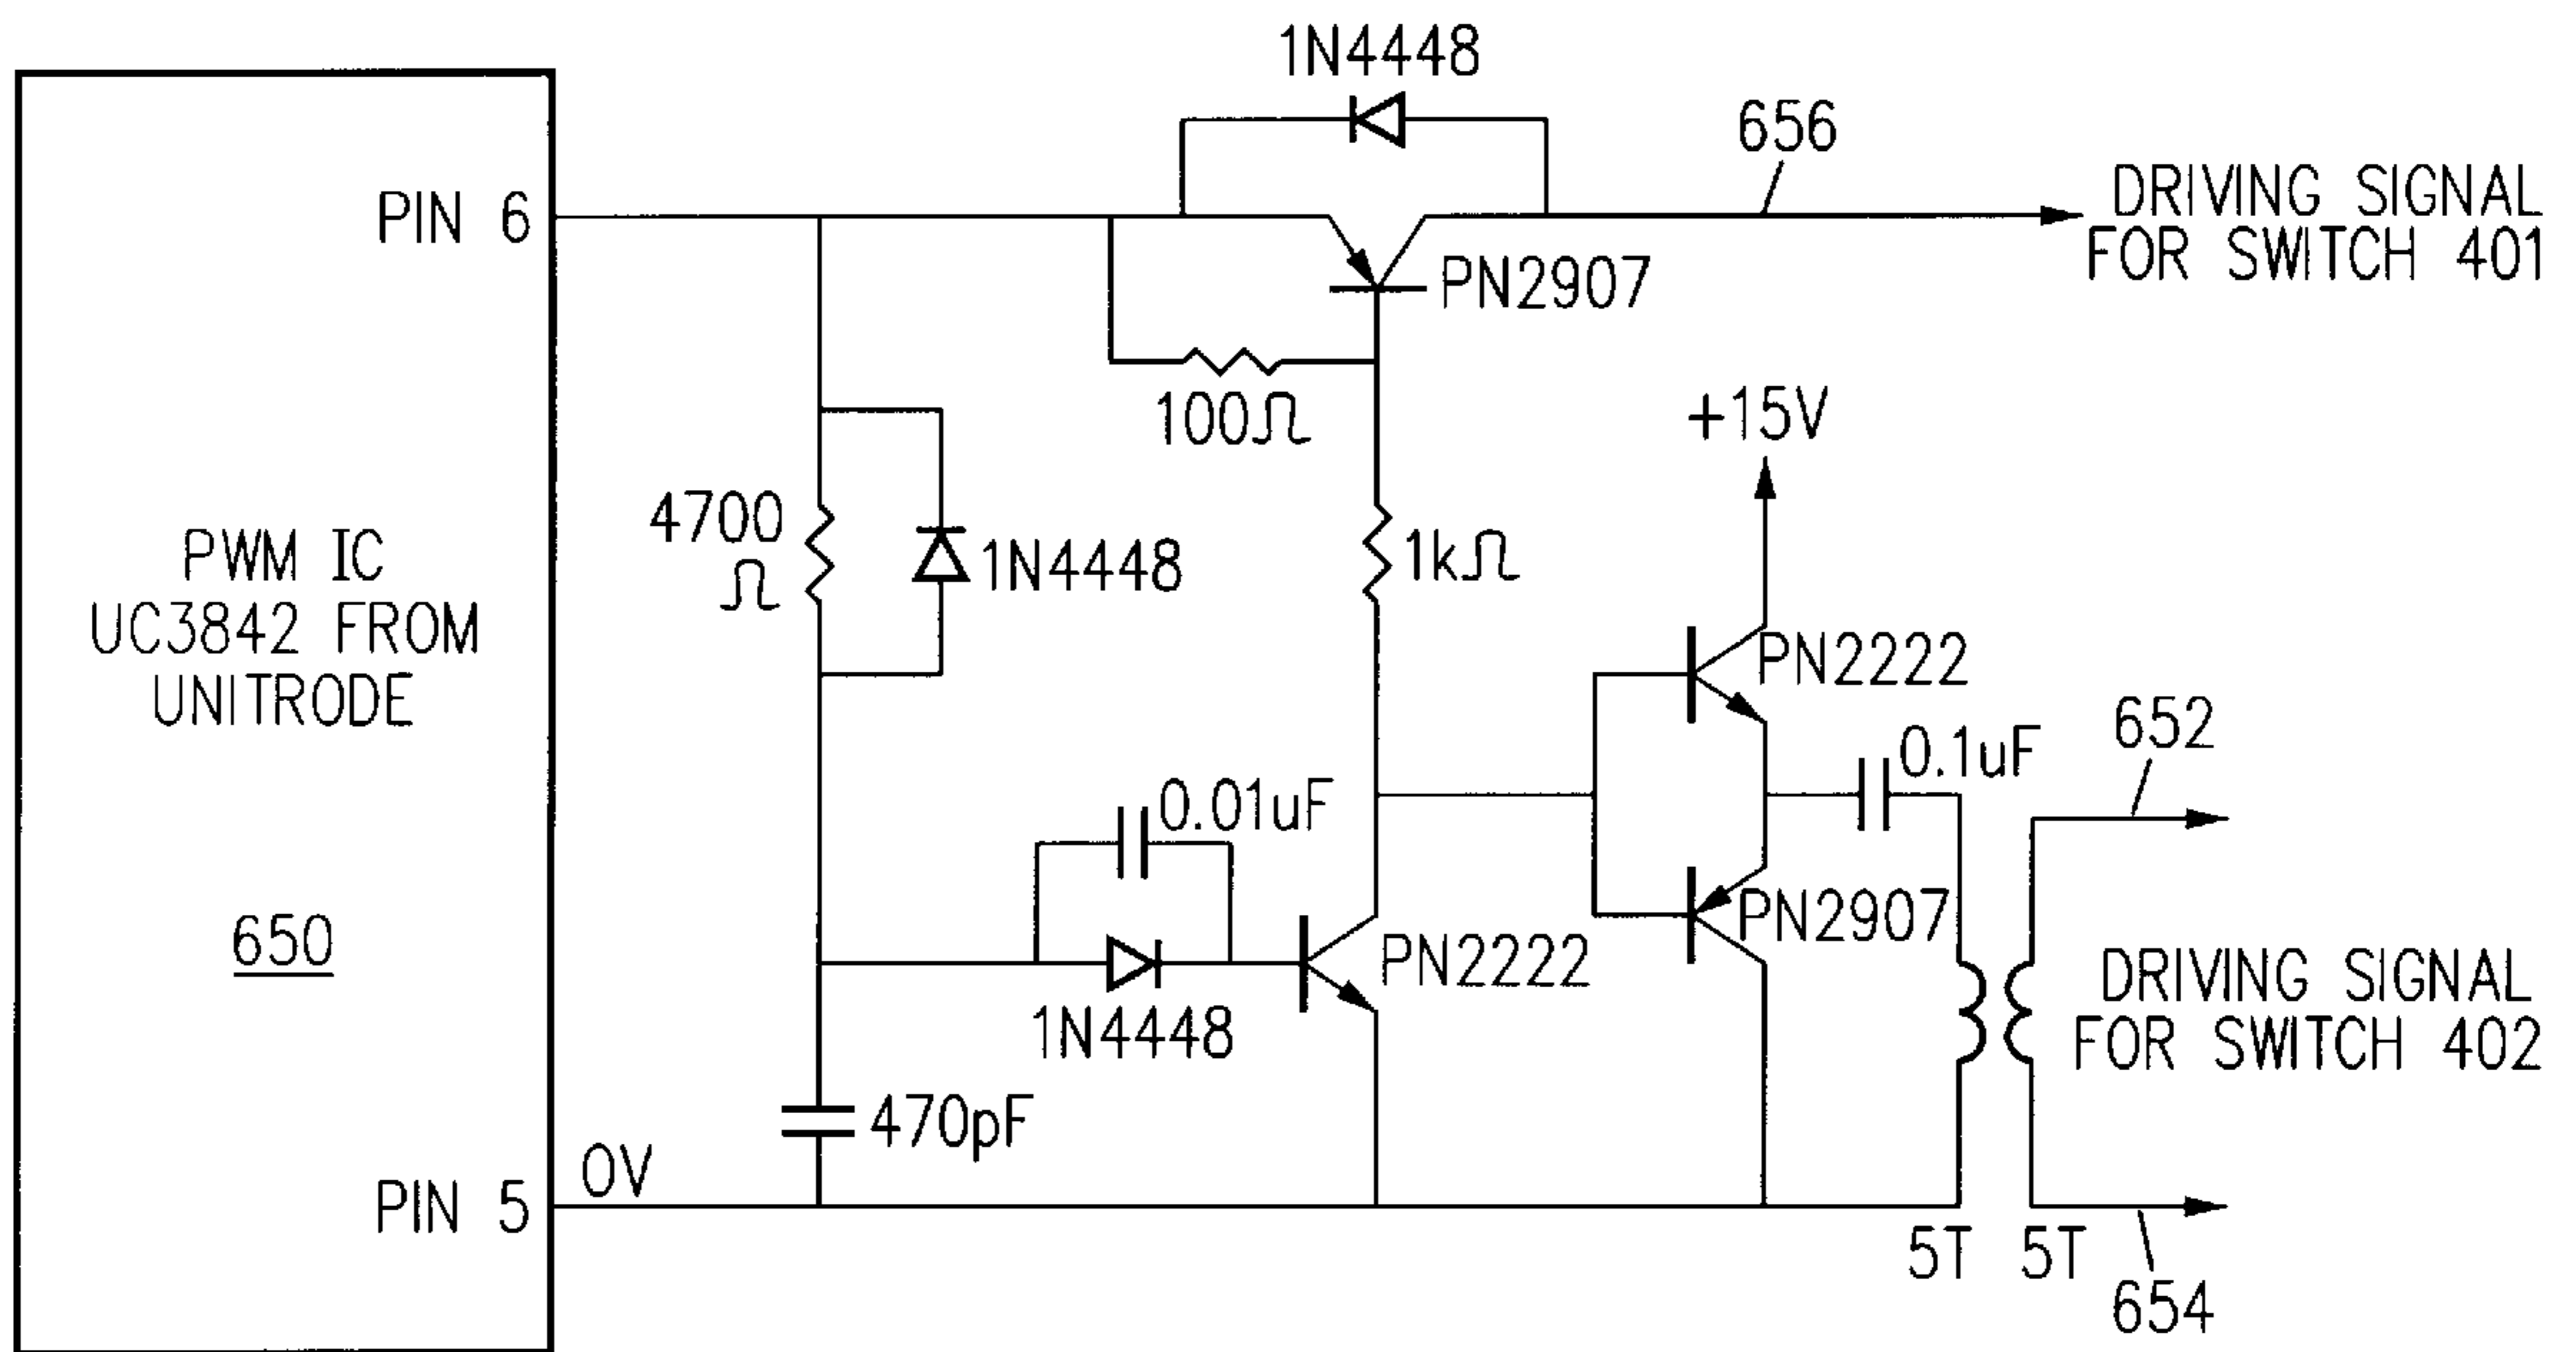 1N4448
656
PIN 6
DRIVING SIGNAL
FOR SWITCH 401
PN2907
100Ω
+15V
4700
Ω
1N4448
1kΩ
PWM IC
UC3842 FROM
UNITRODE
PN2222
652
0.1uF
0.01uF
650
PN2907
PN2222
1N4448
DRIVING SIGNAL
FOR SWITCH 402
470pF
PIN 5
0V
5T
5T
654